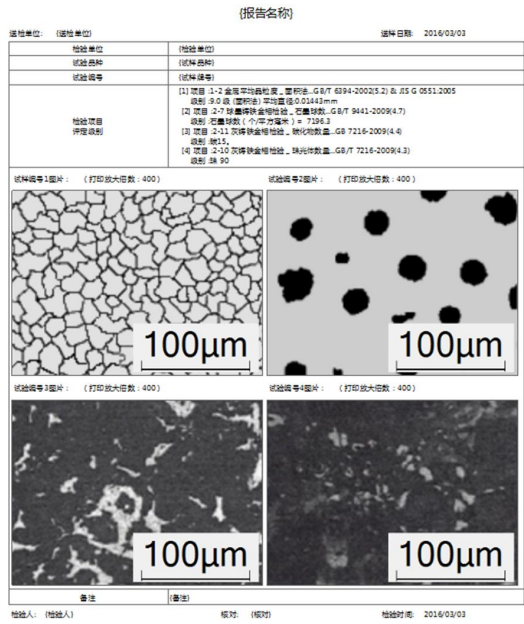 {报告名称}
送检单位: {送检单位} 送样日期: 2016/03/03
检验单位 {检验单位}
试验品种 {试样品种}
试验编号 {试样编号}
检验项目
评定级别
[1] 项目 :1-2 金属平均晶粒度_面积法...GB/T 6394-2002(5.2) & JIS G 0551:2005
级别 :9.0 级 (面积法) 平均直径:0.01443mm
[2] 项目 :2-7 球墨铸铁金相检验_石墨球数...GB/T 9441-2009(4.7)
级别 :石墨球数 (个/平方毫米) = 7196.3
[3] 项目 :2-11 灰铸铁金相检验_碳化物数量...GB 7216-2009(4.4)
级别 :碳15。
[4] 项目 :2-10 灰铸铁金相检验_珠光体数量...GB/T 7216-2009(4.3)
级别 :珠 90
试样编号1图片: (打印放大倍数:400) 试验编号2图片: (打印放大倍数:400)
100μm 100μm
试验编号3图片: (打印放大倍数:400) 试验编号4图片: (打印放大倍数:400)
100μm 100μm
备注 {备注}
检验人: {检验人} 核对: {核对} 检验时间: 2016/03/03